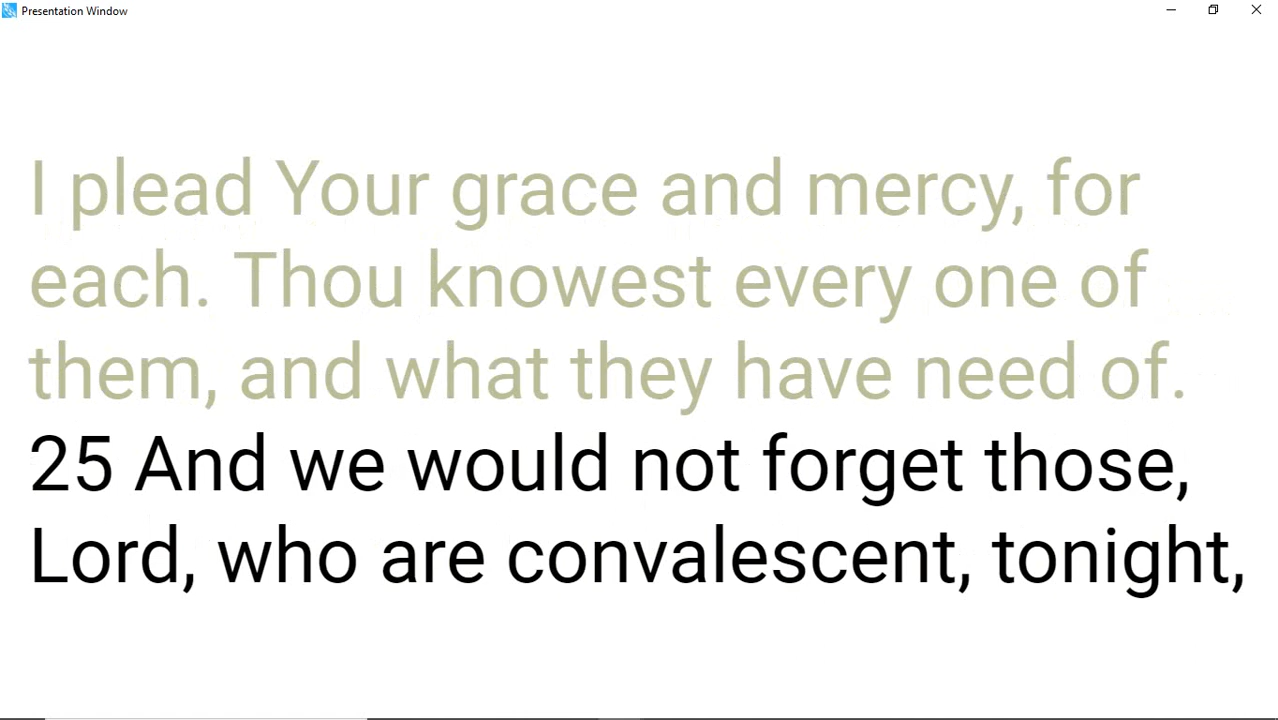 Presentation Window
I plead Your grace and mercy, for
each. Thou knowest every one of
them, and what they have need of.
25 And we would not forget those,
Lord, who are convalescent, tonight,